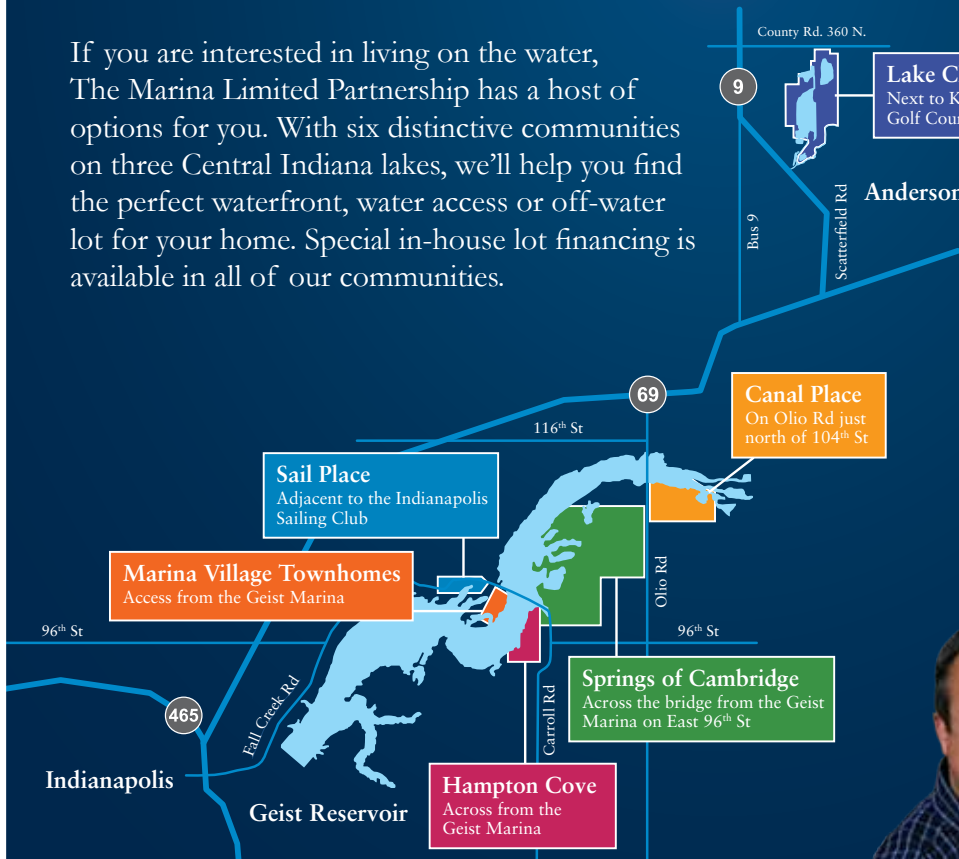 If you are interested in living on the water,
The Marina Limited Partnership has a host of
options for you. With six distinctive communities
on three Central Indiana lakes, we’ll help you find
the perfect waterfront, water access or off-water
lot for your home. Special in-house lot financing is
available in all of our communities.
County Rd. 360 N.
9
Lake C
Next to K
Golf Cour
Anderson
Bus 9
Scatterfield Rd
69
116th St
Canal Place
On Olio Rd just
north of 104th St
Sail Place
Adjacent to the Indianapolis
Sailing Club
Marina Village Townhomes
Access from the Geist Marina
Olio Rd
96th St
96th St
Springs of Cambridge
Across the bridge from the Geist
Marina on East 96th St
465
Fall Creek Rd
Carroll Rd
Indianapolis
Geist Reservoir
Hampton Cove
Across from the
Geist Marina